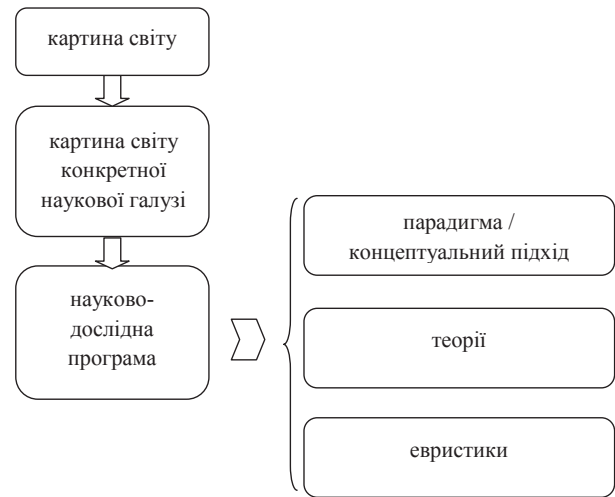 картина світу
картина світу
конкретної
наукової галузі
науково-
дослідна
програма
парадигма /
концептуальний підхід
теорії
евристики